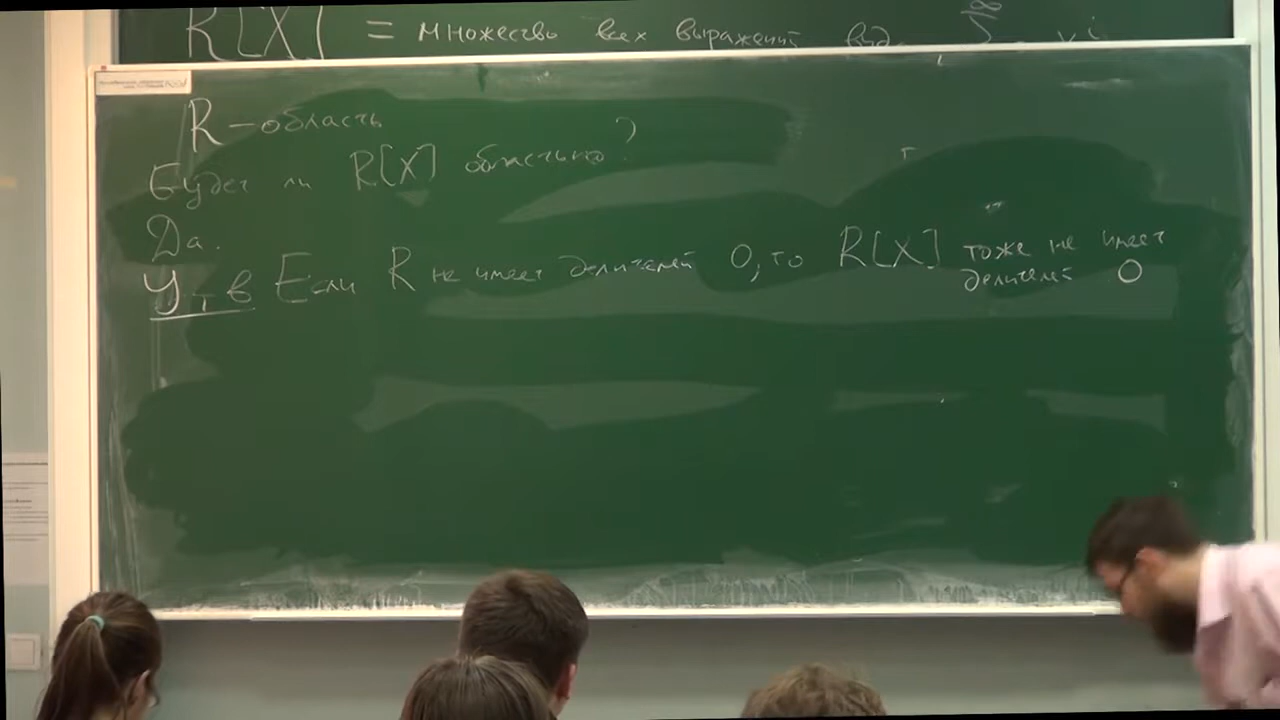 R[X] = множество всех выражений вида
R – область
Будет ли R[X] областью?
Да.
Утв Если R не имеет делителей 0, то R[X] тоже не имеет
делителей 0